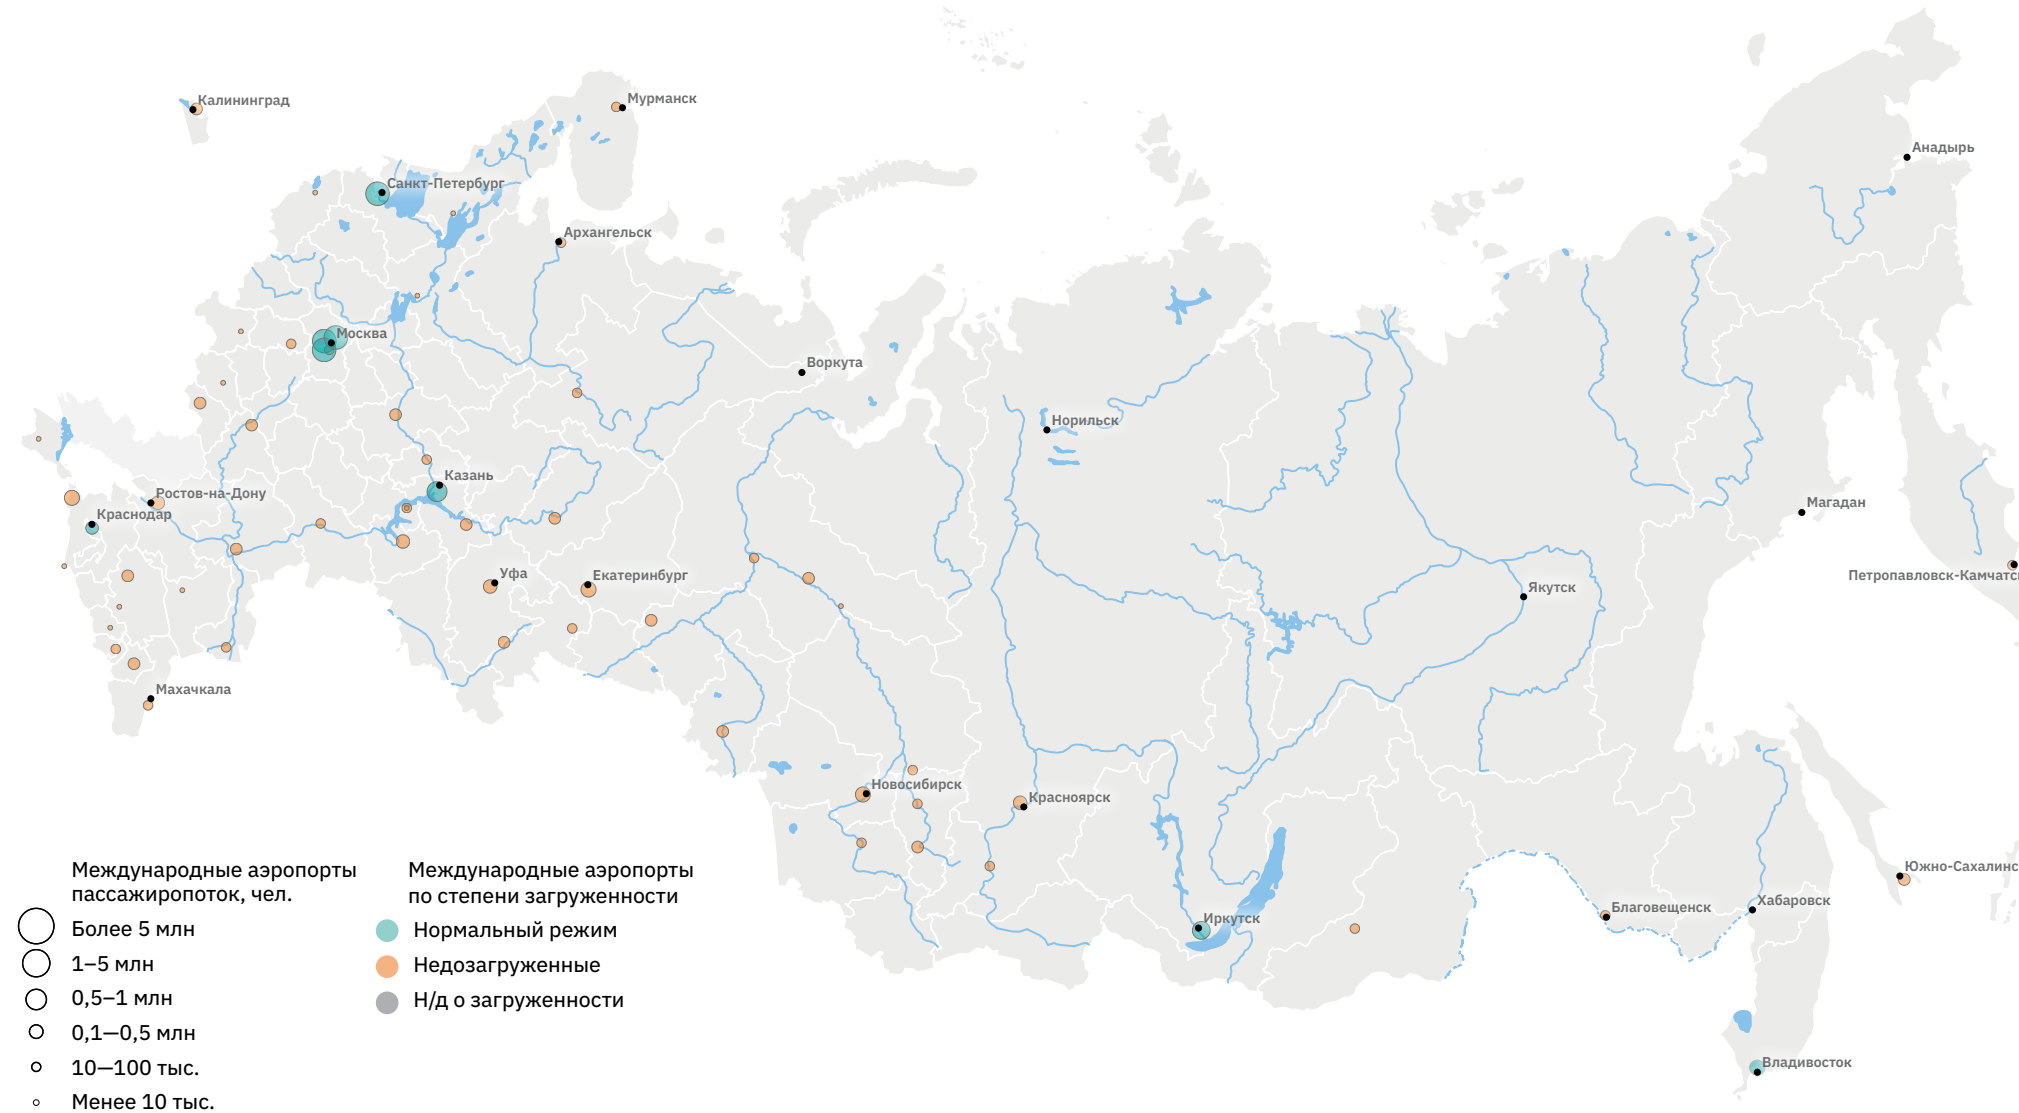 Калининград
Мурманск
Анадырь
Санкт-Петербург
Архангельск
Москва
Воркута
Норильск
Казань
Ростов-на-Дону
Краснодар
Магадан
Уфа
Екатеринбург
Петропавловск-Камчатс
Якутск
Махачкала
Новосибирск
Красноярск
Южно-Сахалинс
Хабаровск
Благовещенск
Иркутск
Владивосток
Международные аэропорты
пассажиропоток, чел.
Более 5 млн
1–5 млн
0,5–1 млн
0,1—0,5 млн
10—100 тыс.
Менее 10 тыс.
Международные аэропорты
по степени загруженности
Нормальный режим
Недозагруженные
Н/д о загруженности